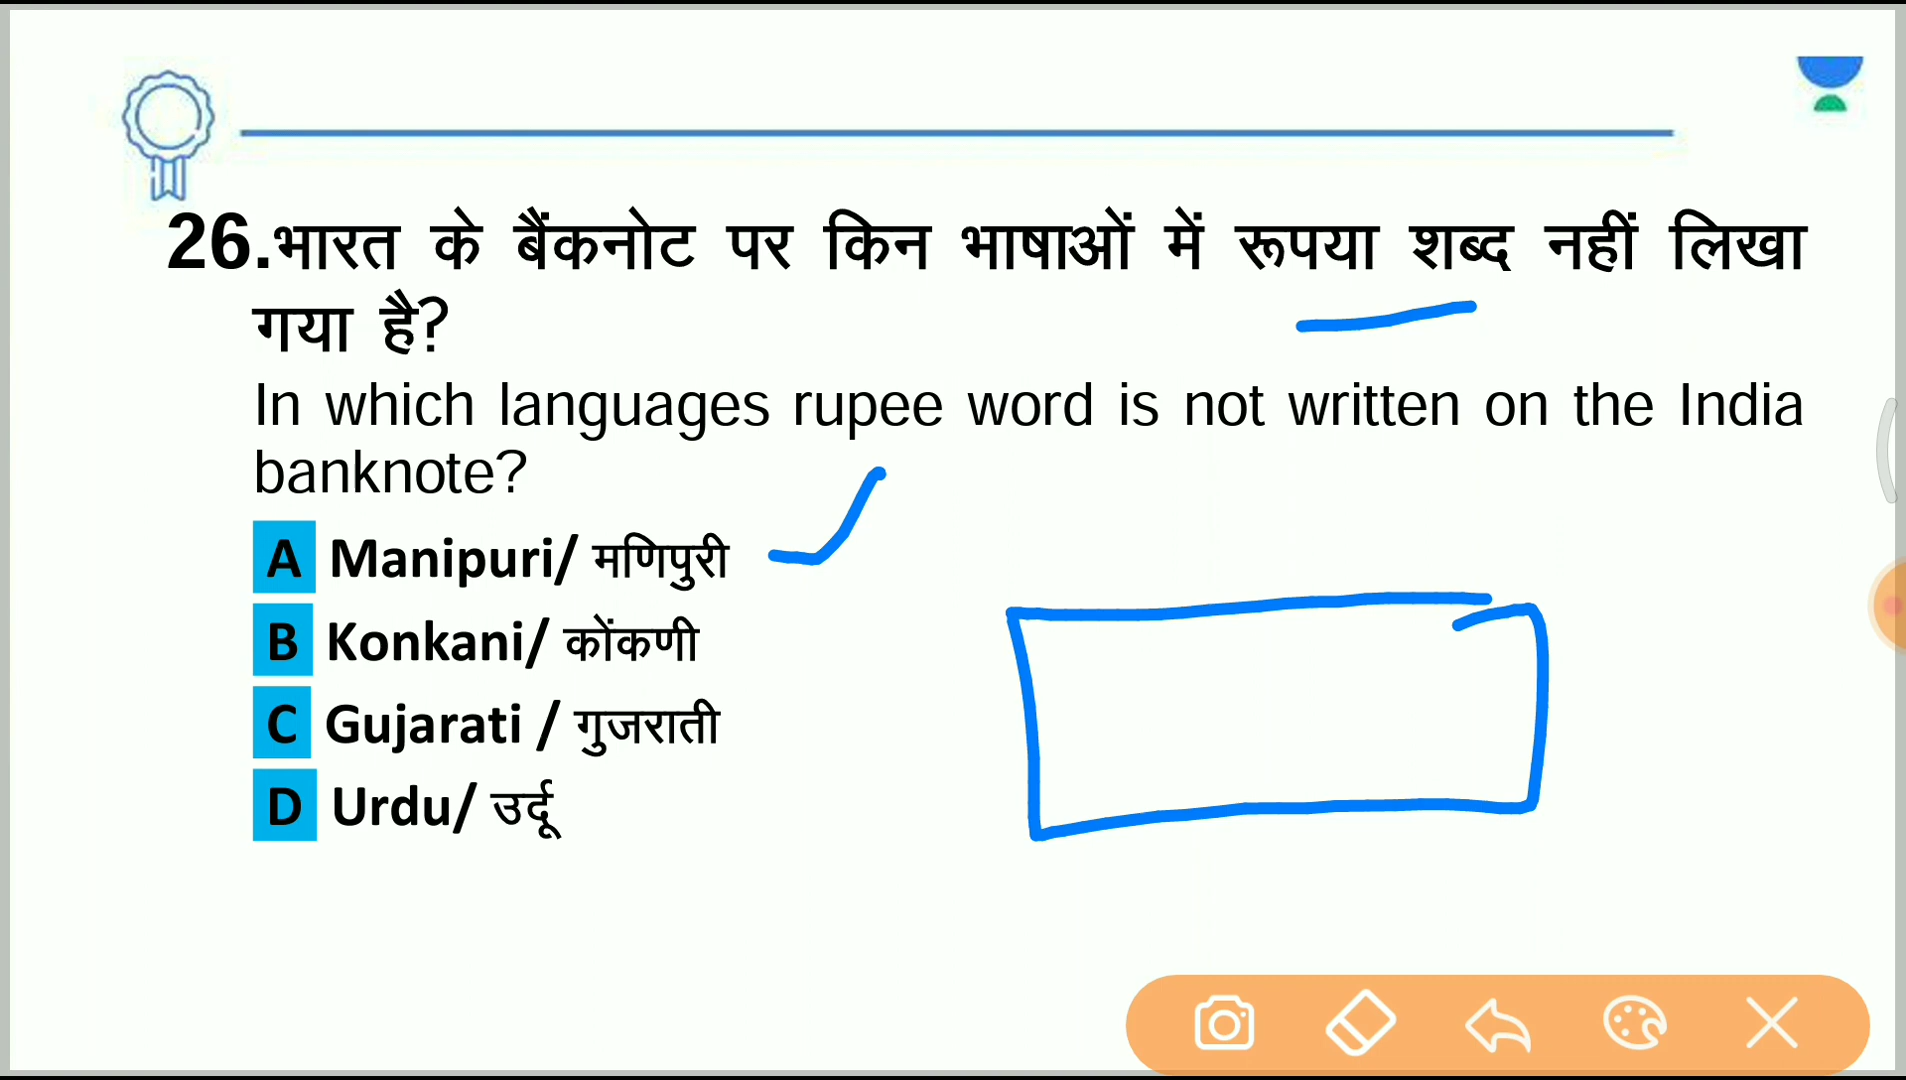 26.भारत के बैंकनोट पर किन भाषाओं में रूपया शब्द नहीं लिखा
गया है?
In which languages rupee word is not written on the India
banknote?
A Manipuri/ मणिपुरी
B Konkani/ कोंकणी
C Gujarati / गुजराती
D Urdu/ उर्दू